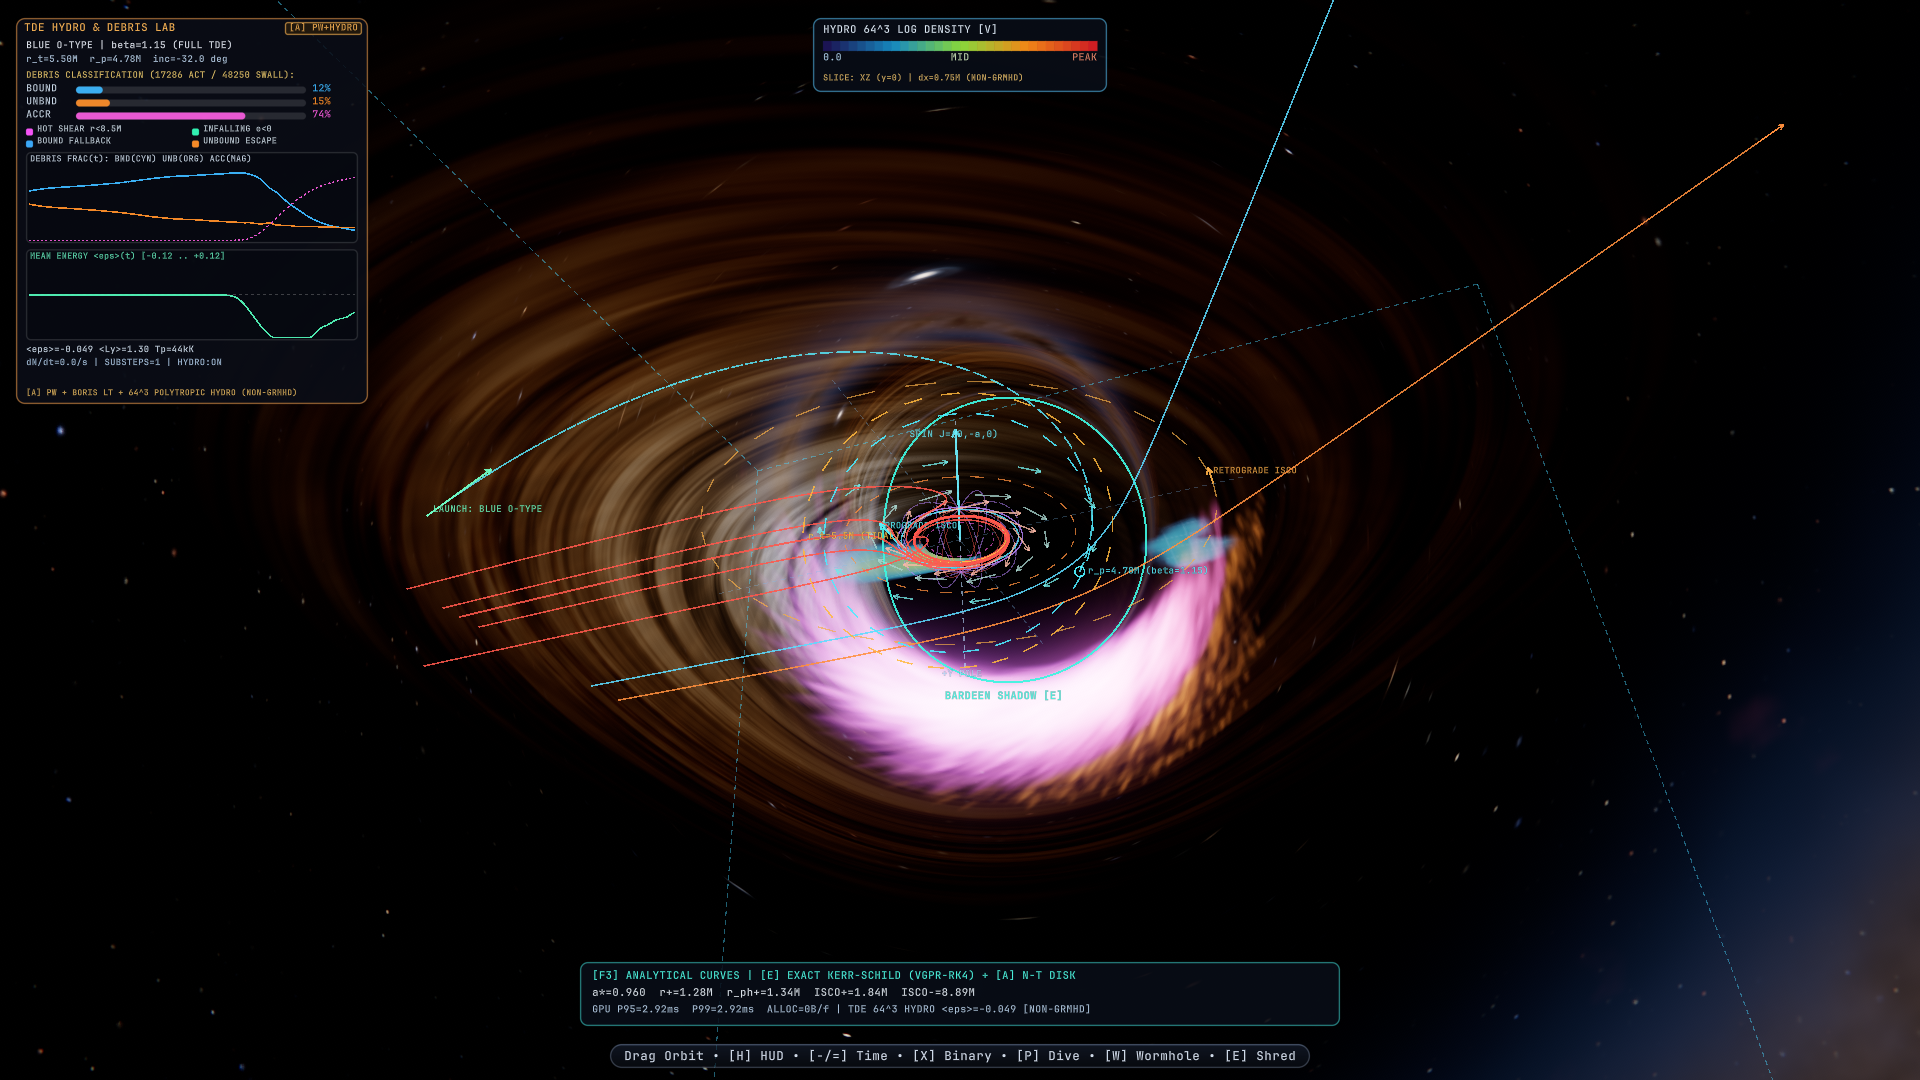 TDE HYDRO & DEBRIS LAB
[A] PW+HYDRO
BLUE O-TYPE | beta=1.15 (FULL TDE)
r_t=5.50M r_p=4.78M inc=-32.0 deg
DEBRIS CLASSIFICATION (17286 ACT / 48250 SWALL):
BOUND 12%
UNBND 15%
ACCR 74%
HOT SHEAR r<8.5M
INFALLING e<0
BOUND FALLBACK
UNBOUND ESCAPE
DEBRIS FRAC(t): BND(CYN) UNB(ORG) ACC(MAG)
MEAN ENERGY <eps>(t) [-0.12 .. +0.12]
<eps>=-0.049 <Ly>=1.30 Tp=44kK
dN/dt=0.0/s | SUBSTEPS=1 | HYDRO:ON
[A] PW + BORIS LT + 64^3 POLYTROPIC HYDRO (NON-GRMHD)
HYDRO 64^3 LOG DENSITY [V]
0.0 MID PEAK
SLICE: XZ (y=0) | dx=0.75M (NON-GRMHD)
SPIN
RETROGRADE ISCO
LAUNCH: BLUE O-TYPE
ISCO
r_p=4.78M
BARDEEN SHADOW [E]
[F3] ANALYTICAL CURVES | [E] EXACT KERR-SCHILD (VGPR-RK4) + [A] N-T DISK
a*=0.960 r+=1.28M r_ph+=1.34M ISCO+=1.84M ISCO-=8.89M
GPU P95=2.92ms P99=2.92ms ALLOC=0B/f | TDE 64^3 HYDRO <eps>=-0.049 [NON-GRMHD]
Drag Orbit • [H] HUD • [-/=] Time • [X] Binary • [P] Dive • [W] Wormhole • [E] Shred